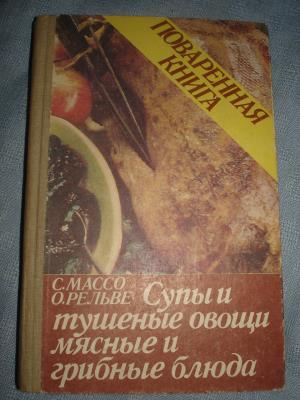 ПОВАРЕННАЯ
КНИГА
С. МАССО
О. РЕЛЬВЕ
Супы и
тушеные овощи
мясные и
грибные блюда